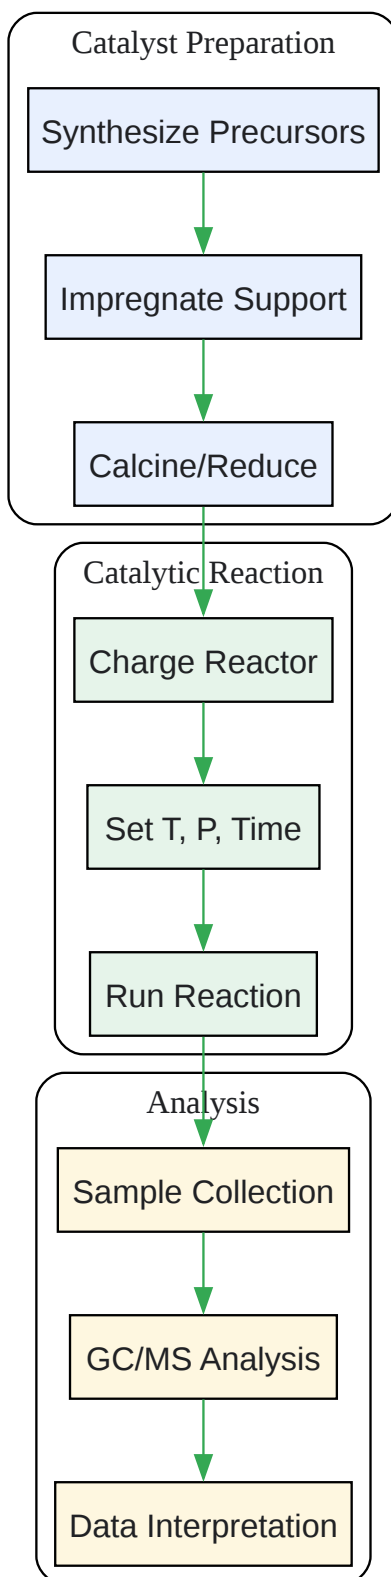 Catalyst Preparation
Synthesize Precursors
Impregnate Support
Calcine/Reduce
Catalytic Reaction
Charge Reactor
Set T, P, Time
Run Reaction
Analysis
Sample Collection
GC/MS Analysis
Data Interpretation